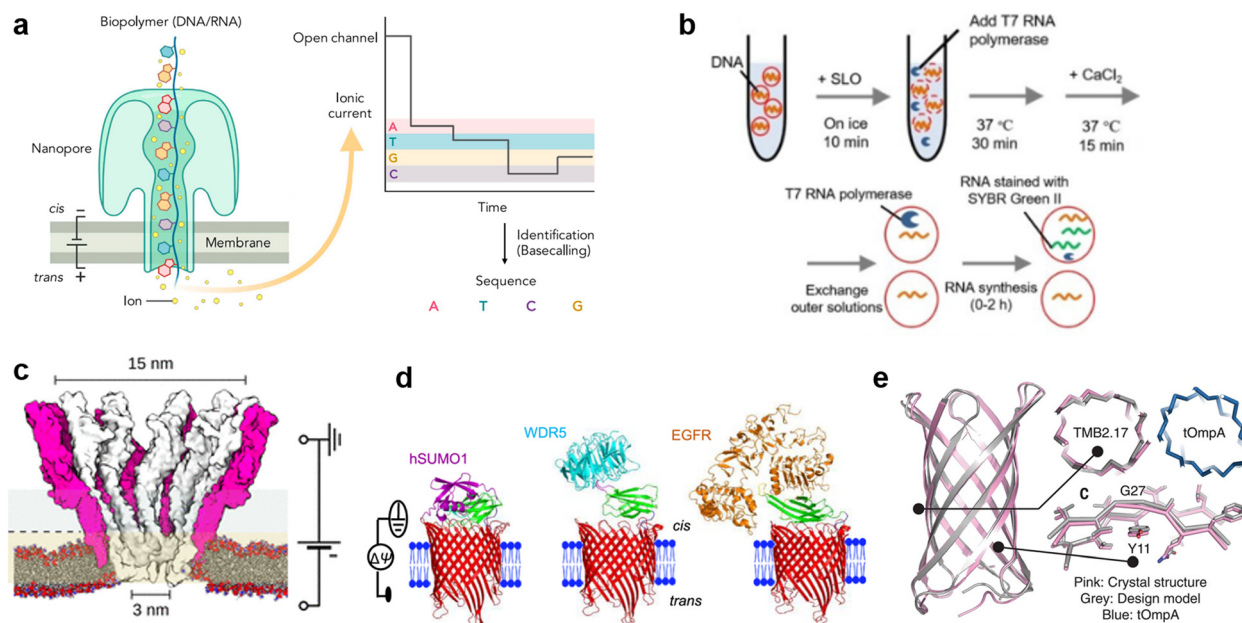 a
Biopolymer (DNA/RNA)
Nanopore
cis
−
trans
+
Membrane
Ion
Open channel
Ionic
current
A
T
G
C
Time
Identification
(Basecalling)
Sequence
A T C G
b
DNA
+ SLO
On ice
10 min
Add T7 RNA
polymerase
37 °C
30 min
+ CaCl2
37 °C
15 min
Exchange
outer solutions
T7 RNA polymerase
RNA synthesis
(0-2 h)
RNA stained with
SYBR Green II
c
15 nm
3 nm
-
d
hSUMO1
WDR5
EGFR
ΔΨ
cis
trans
e
TMB2.17
tOmpA
c
G27
Y11
Pink: Crystal structure
Grey: Design model
Blue: tOmpA